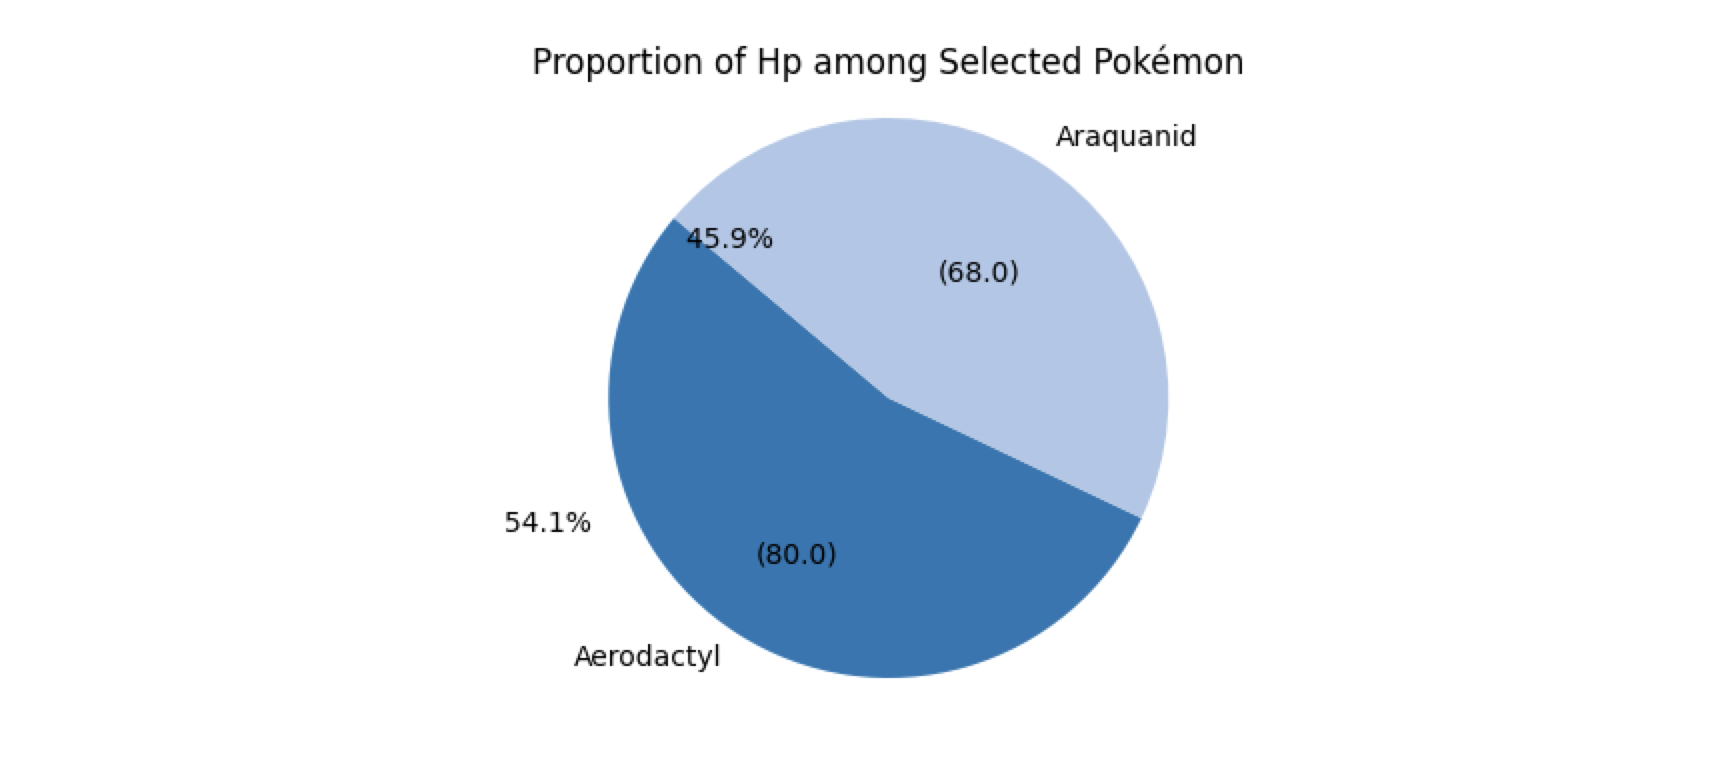 Proportion of Hp among Selected Pokémon
Araquanid
45.9%
(68.0)
54.1%
(80.0)
Aerodactyl